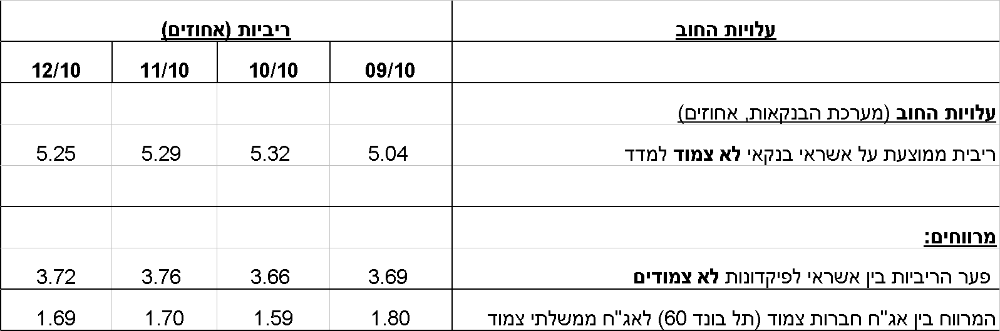 עלויות החוב ריביות (אחוזים)
09/10 10/10 11/10 12/10
עלויות החוב (מערכת הבנקאות, אחוזים)
ריבית ממוצעת על אשראי בנקאי לא צמוד למדד 5.04 5.32 5.29 5.25
מרווחים:
פער הריביות בין אשראי לפיקדונות לא צמודים 3.69 3.66 3.76 3.72
המרווח בין אג"ח חברות צמוד (תל בונד 60) לאג"ח ממשלתי צמוד 1.80 1.59 1.70 1.69